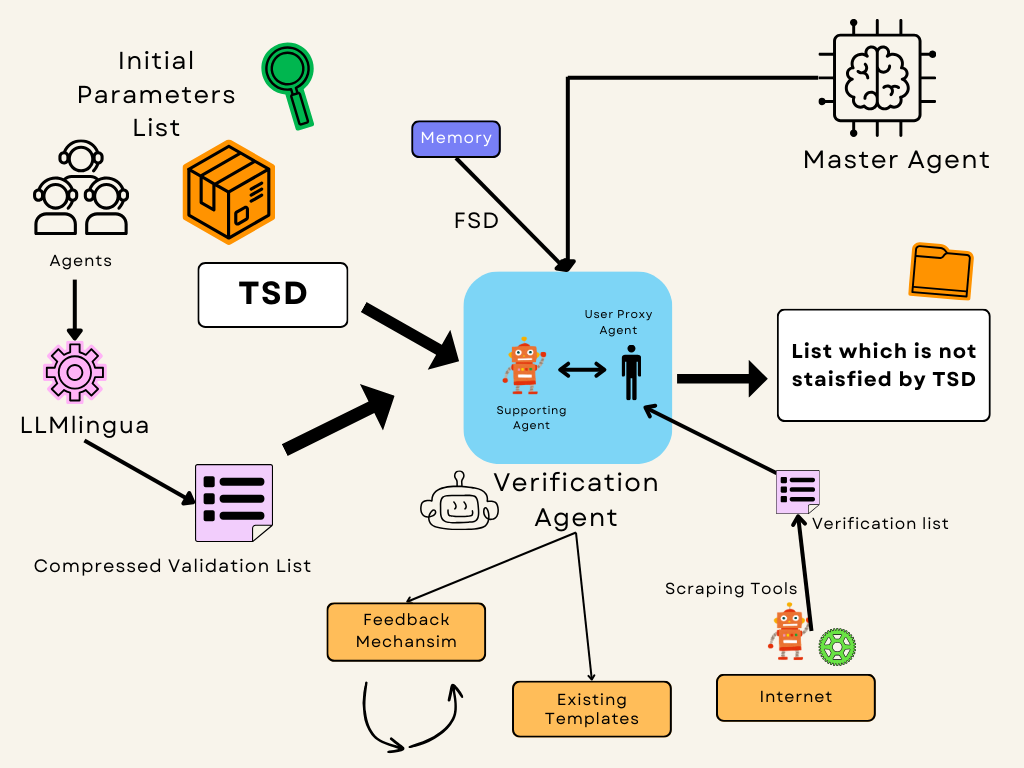 Initial
Parameters
List
Agents
TSD
LLMlingua
Compressed Validation List
Memory
FSD
Master Agent
User Proxy
Agent
Supporting
Agent
Verification
Agent
List which is not
staisfied by TSD
Verification list
Scraping Tools
Internet
Feedback
Mechansim
Existing
Templates